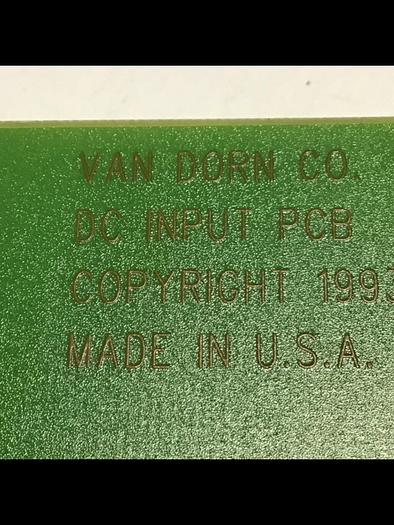 VAN DORN CO.
DC INPUT PCB
COPYRIGHT 1993
MADE IN U.S.A.